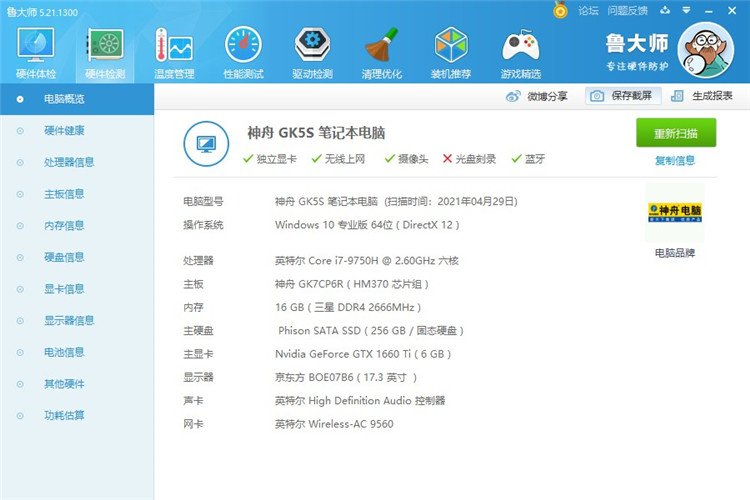 鲁大师 5.21.1300
论坛 问题反馈
硬件体检 硬件检测 温度管理 性能测试 驱动检测 清理优化 装机推荐 游戏精选
鲁大师
专注硬件防护
微博分享 保存截屏 生成报表
电脑概览
硬件健康
处理器信息
主板信息
内存信息
硬盘信息
显卡信息
显示器信息
电池信息
其他硬件
功耗估算
神舟 GK5S 笔记本电脑
独立显卡 无线上网 摄像头 光盘刻录 蓝牙
重新扫描
复制信息
神舟电脑
电脑品牌
电脑型号 神舟 GK5S 笔记本电脑 (扫描时间：2021年04月29日)
操作系统 Windows 10 专业版 64位 ( DirectX 12 )
处理器 英特尔 Core i7-9750H @ 2.60GHz 六核
主板 神舟 GK7CP6R ( HM370 芯片组 )
内存 16 GB ( 三星 DDR4 2666MHz )
主硬盘 Phison SATA SSD ( 256 GB / 固态硬盘 )
主显卡 Nvidia GeForce GTX 1660 Ti ( 6 GB )
显示器 京东方 BOE07B6 ( 17.3 英寸 )
声卡 英特尔 High Definition Audio 控制器
网卡 英特尔 Wireless-AC 9560